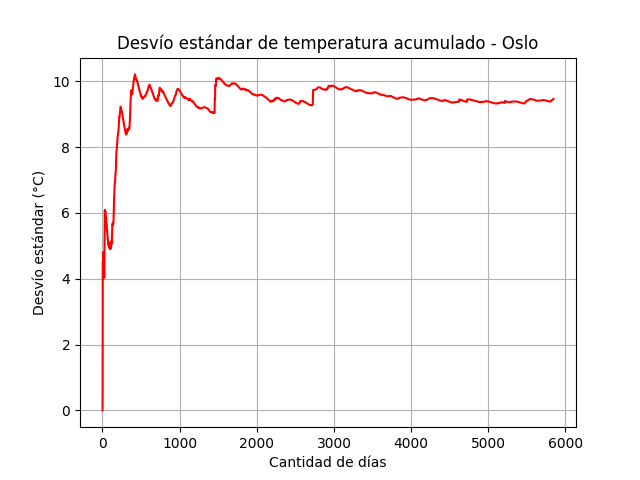 Desvío estándar de temperatura acumulado - Oslo
Desvío estándar (°C)
10
8
6
4
2
0
0 1000 2000 3000 4000 5000 6000
Cantidad de días